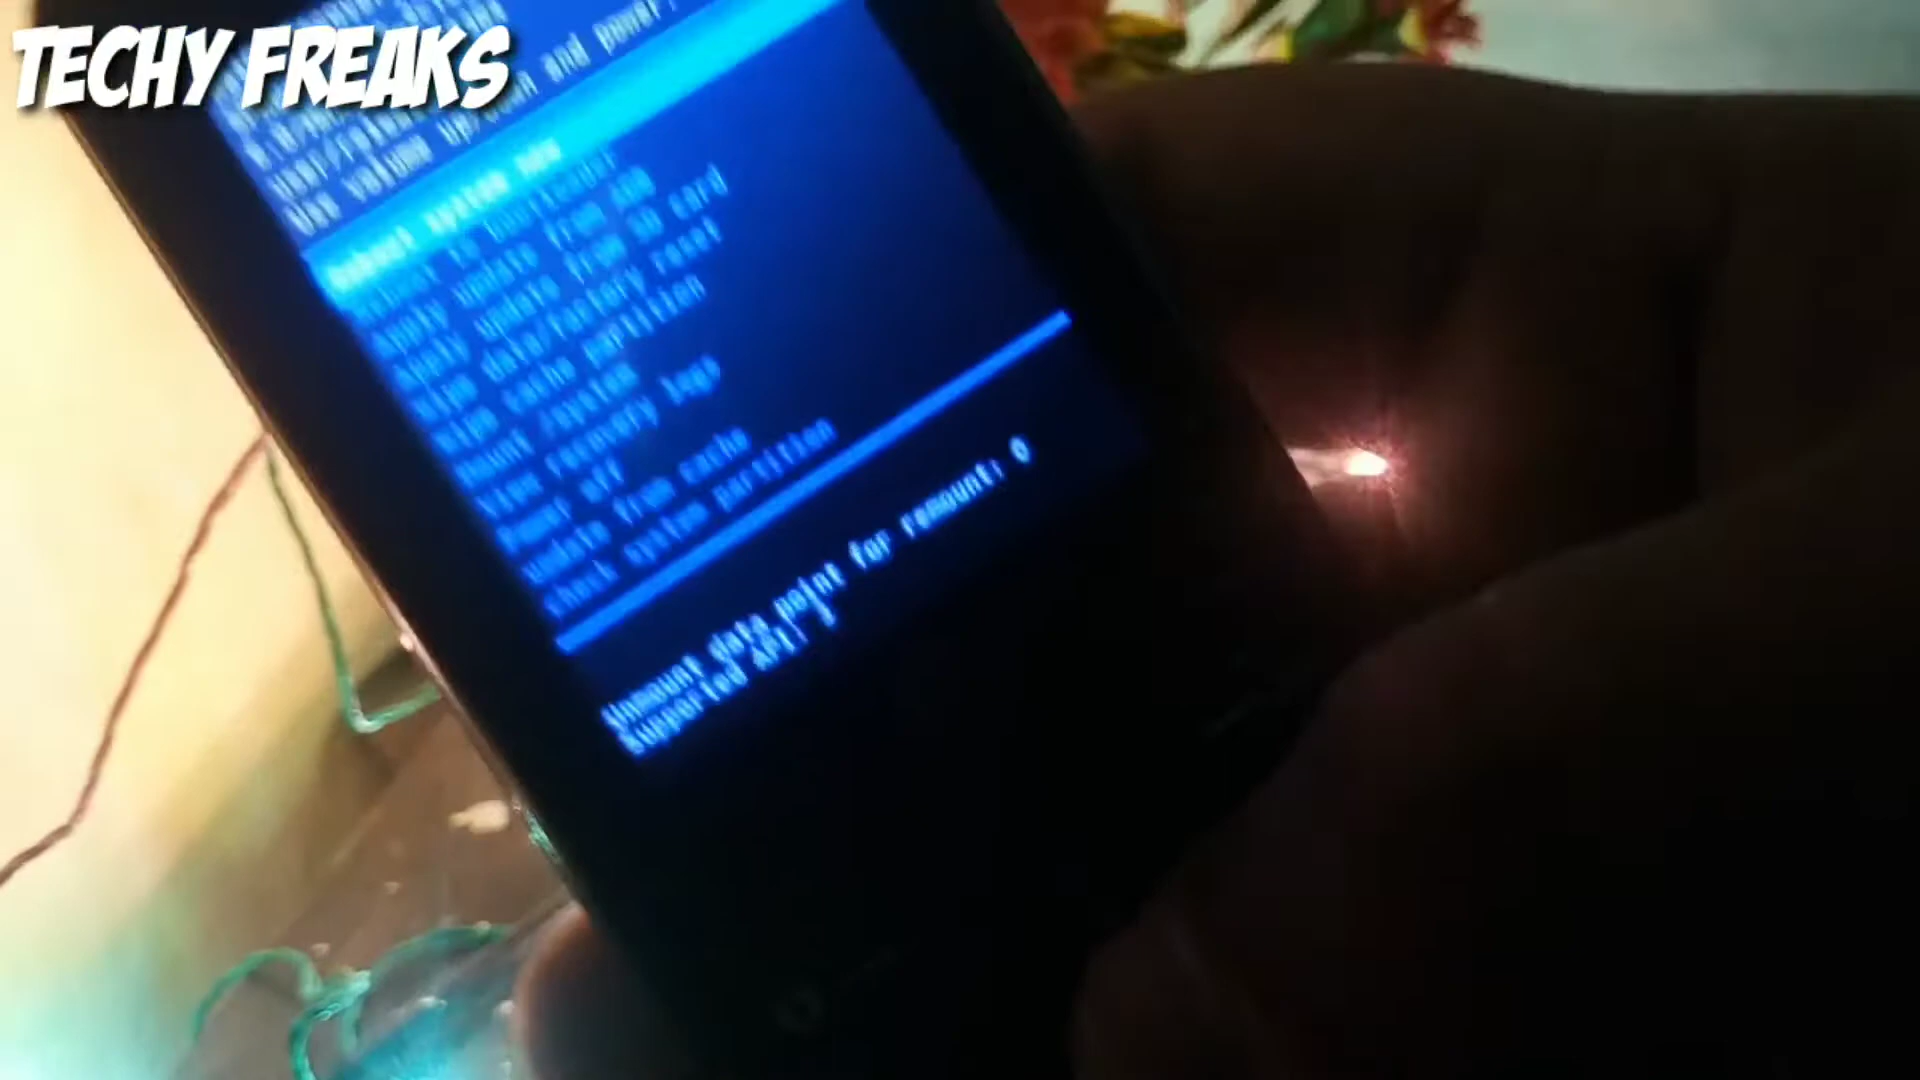 TECHY FREAKS
Use volume up/down and power.
Reboot system now
Reboot to bootloader
Apply update from ADB
Apply update from SD card
Wipe data/factory reset
Wipe cache partition
Mount /system
View recovery logs
Power off
update from cache
check system partition
Unmount data point for remount: 0
Supported API: 3